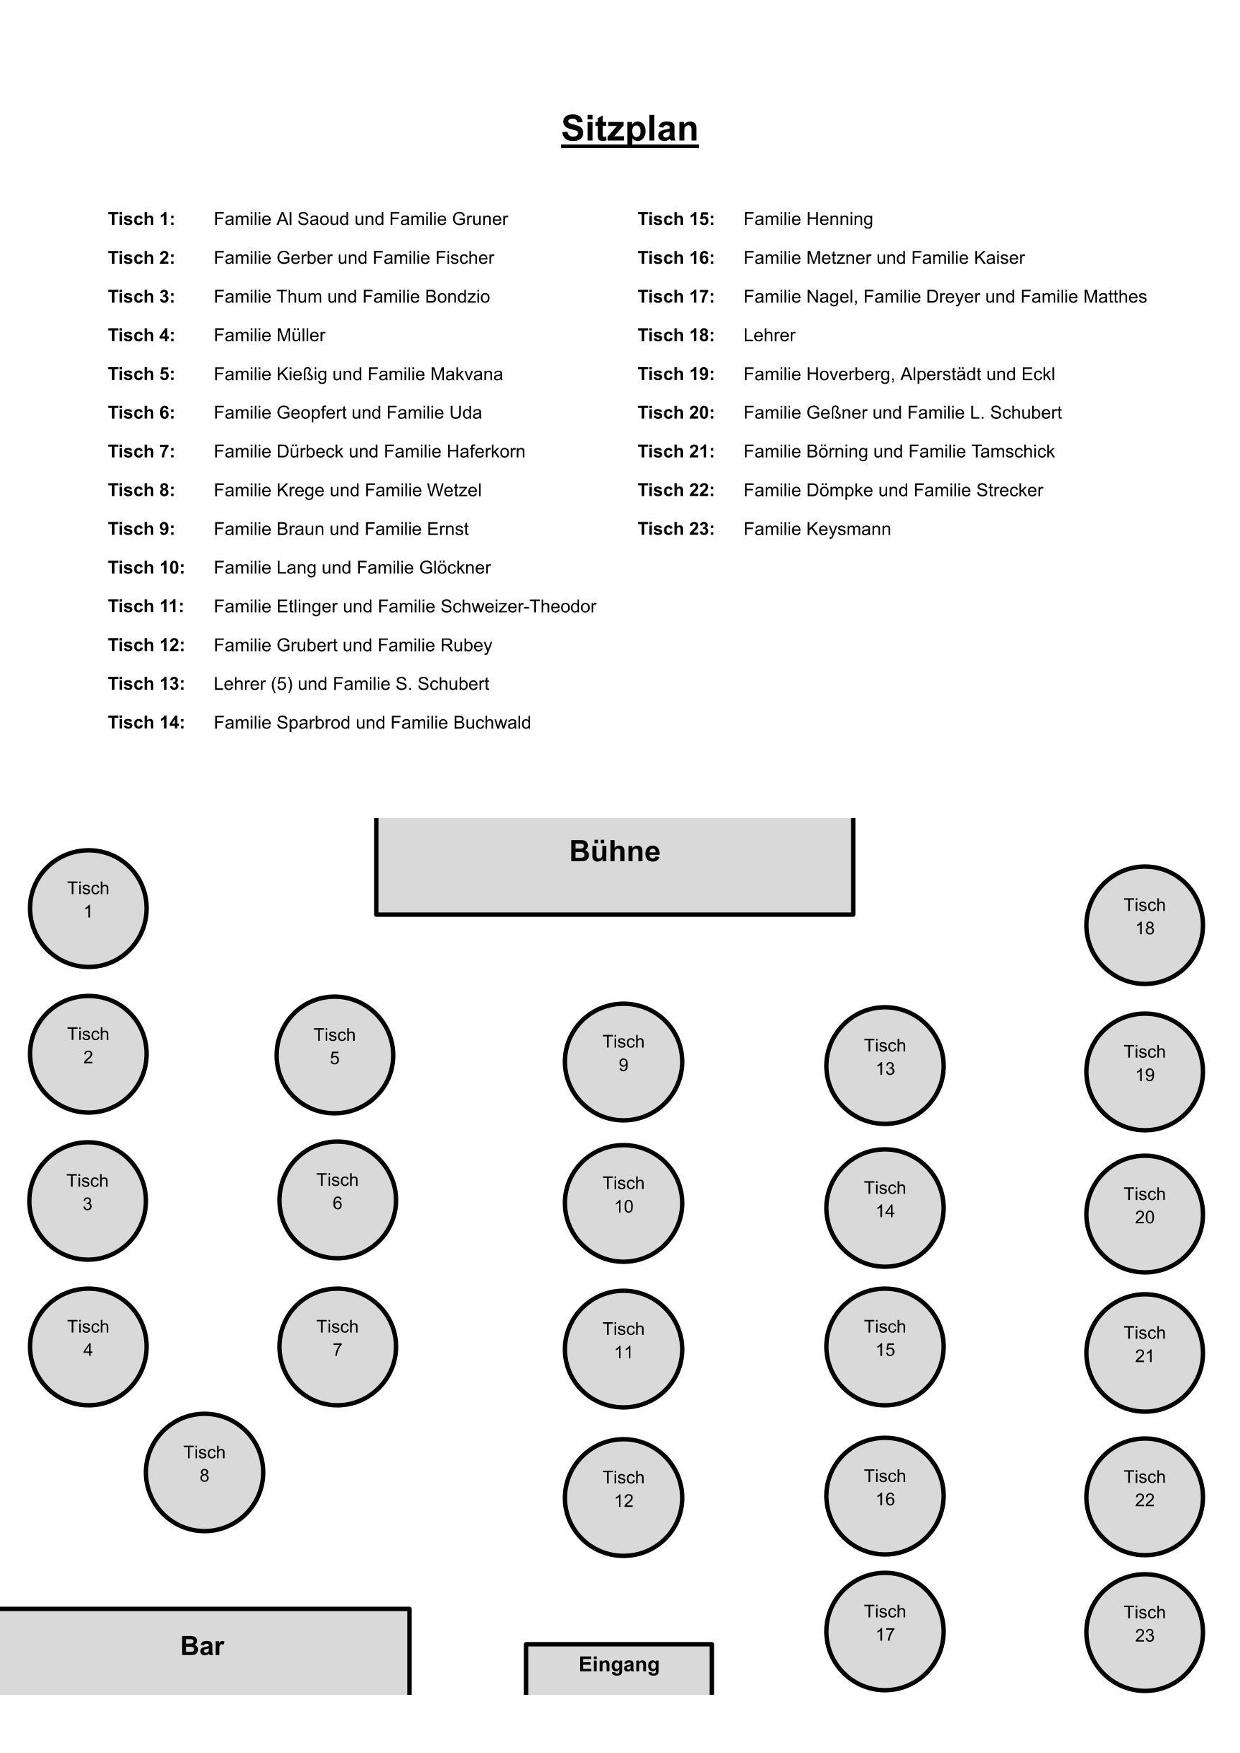 Sitzplan
Tisch 1: Familie Al Saoud und Familie Gruner
Tisch 2: Familie Gerber und Familie Fischer
Tisch 3: Familie Thum und Familie Bondzio
Tisch 4: Familie Müller
Tisch 5: Familie Kießig und Familie Makvana
Tisch 6: Familie Geopfert und Familie Uda
Tisch 7: Familie Dürbeck und Familie Haferkorn
Tisch 8: Familie Krege und Familie Wetzel
Tisch 9: Familie Braun und Familie Ernst
Tisch 10: Familie Lang und Familie Glöckner
Tisch 11: Familie Etlinger und Familie Schweizer-Theodor
Tisch 12: Familie Grubert und Familie Rubey
Tisch 13: Lehrer (5) und Familie S. Schubert
Tisch 14: Familie Sparbrod und Familie Buchwald
Tisch 15: Familie Henning
Tisch 16: Familie Metzner und Familie Kaiser
Tisch 17: Familie Nagel, Familie Dreyer und Familie Matthes
Tisch 18: Lehrer
Tisch 19: Familie Hoverberg, Alperstädt und Eckl
Tisch 20: Familie Geßner und Familie L. Schubert
Tisch 21: Familie Börning und Familie Tamschick
Tisch 22: Familie Dömpke und Familie Strecker
Tisch 23: Familie Keysmann
Bühne
Tisch
1
Tisch
18
Tisch
2
Tisch
5
Tisch
9
Tisch
13
Tisch
19
Tisch
3
Tisch
6
Tisch
10
Tisch
14
Tisch
20
Tisch
4
Tisch
7
Tisch
11
Tisch
15
Tisch
21
Tisch
8
Tisch
12
Tisch
16
Tisch
22
Tisch
17
Tisch
23
Bar
Eingang